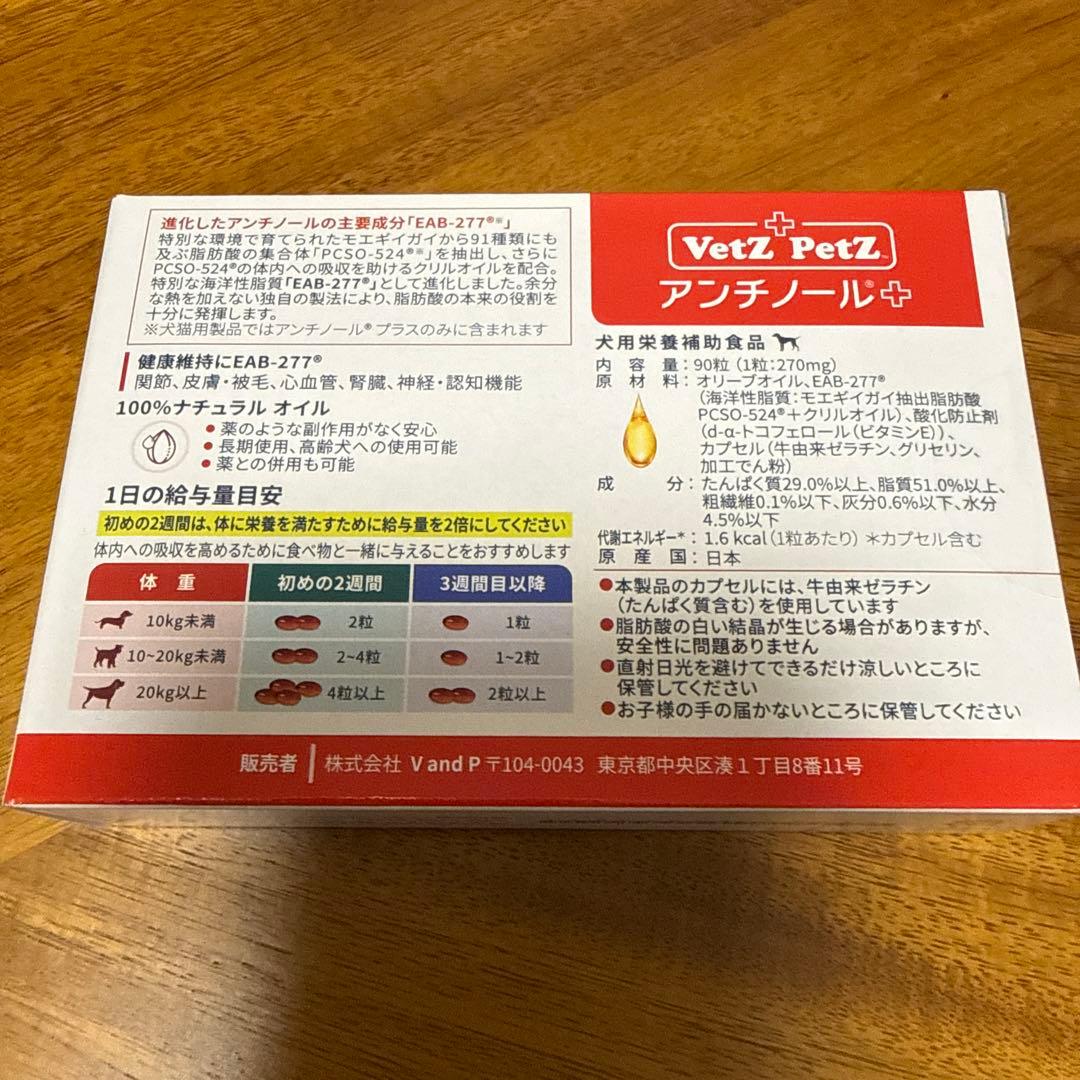 進化したアンチノールの主要成分「EAB-277®※」
特別な環境で育てられたモエギイガイから91種類にも
及ぶ脂肪酸の集合体「PCSO-524®※」を抽出し、さらに
PCSO-524®の体内への吸収を助けるクリルオイルを配合。
特別な海洋性脂質「EAB-277®」として進化しました。余分
な熱を加えない独自の製法により、脂肪酸の本来の役割を
十分に発揮します。
※犬猫用製品ではアンチノール® プラスのみに含まれます
健康維持にEAB-277®
関節、皮膚・被毛、心血管、腎臓、神経・認知機能
100%ナチュラル オイル
● 薬のような副作用がなく安心
● 長期使用、高齢犬への使用可能
● 薬との併用も可能
1日の給与量目安
初めの2週間は、体に栄養を満たすために給与量を2倍にしてください
体内への吸収を高めるために食べ物と一緒に与えることをおすすめします
体 重 初めの2週間 3週間目以降
10kg未満 2粒 1粒
10~20kg未満 2~4粒 1~2粒
20kg以上 4粒以上 2粒以上
VetZ PetZ™
アンチノール®+
犬用栄養補助食品
内 容 量:90粒(1粒:270mg)
原 材 料:オリーブオイル、EAB-277®
(海洋性脂質:モエギイガイ抽出脂肪酸
PCSO-524®+クリルオイル)、酸化防止剤
(d-α-トコフェロール(ビタミンE))、
カプセル(牛由来ゼラチン、グリセリン、
加工でん粉)
成 分:たんぱく質29.0%以上、脂質51.0%以上、
粗繊維0.1%以下、灰分0.6%以下、水分
4.5%以下
代謝エネルギー*:1.6 kcal(1粒あたり) *カプセル含む
原 産 国:日本
●本製品のカプセルには、牛由来ゼラチン
(たんぱく質含む)を使用しています
●脂肪酸の白い結晶が生じる場合がありますが、
安全性に問題ありません
●直射日光を避けてできるだけ涼しいところに
保管してください
●お子様の手の届かないところに保管してください
販売者 株式会社 V and P 〒104-0043 東京都中央区湊1丁目8番11号